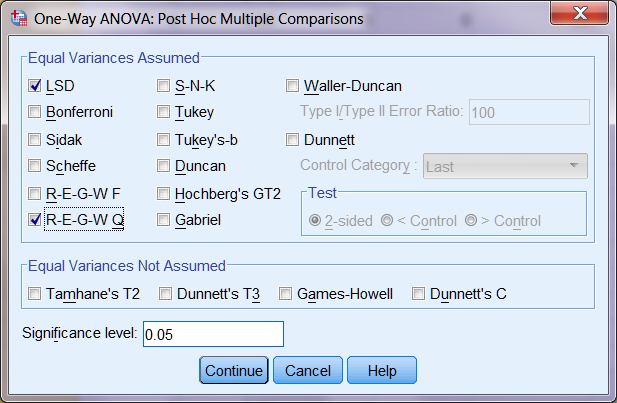 One-Way ANOVA: Post Hoc Multiple Comparisons
Equal Variances Assumed
LSD S-N-K Waller-Duncan
Bonferroni Tukey Type I/Type II Error Ratio: 100
Sidak Tukey's-b Dunnett
Scheffe Duncan Control Category : Last
R-E-G-W F Hochberg's GT2 Test
R-E-G-W Q Gabriel 2-sided < Control > Control
Equal Variances Not Assumed
Tamhane's T2 Dunnett's T3 Games-Howell Dunnett's C
Significance level: 0.05
Continue Cancel Help